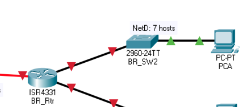 NetD: 7 hosts
2960-24TT
BR_SW2
PC-PT
PCA
ISR4331
BR_Rtr